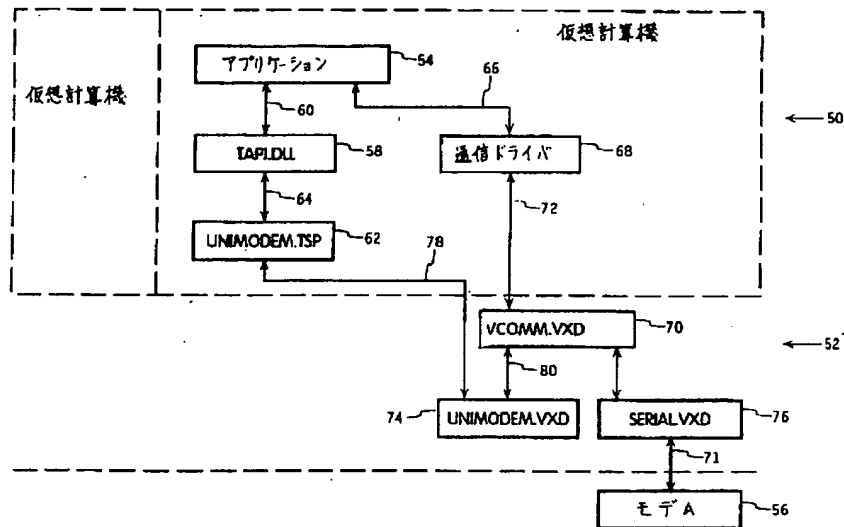 仮想計算機
仮想計算機
アプリケーション
54
66
60
50
TAPI.DLL
58
通信ドライバ
68
64
72
UNIMODEM.TSP
62
78
VCOMM.VXD
70
52
80
74
UNIMODEM.VXD
SERIAL.VXD
76
71
モデム
56